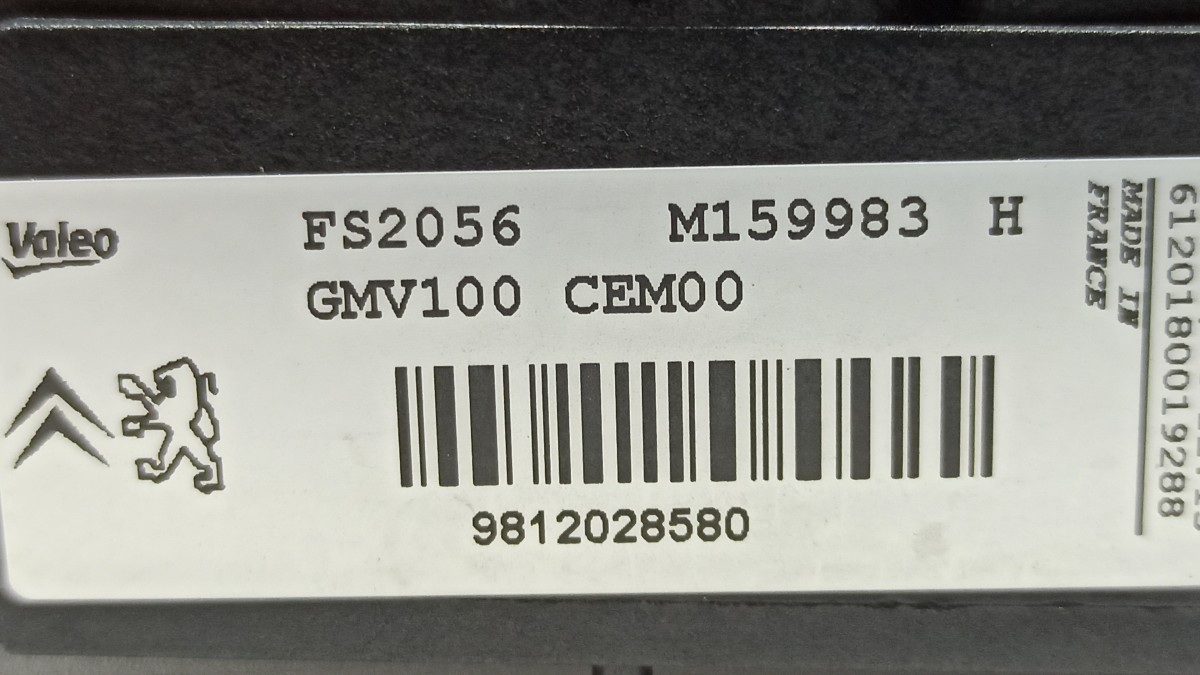 Valeo
FS2056 M159983 H
GMV100 CEM00
9812028580
MADE IN
FRANCE
6120180019288